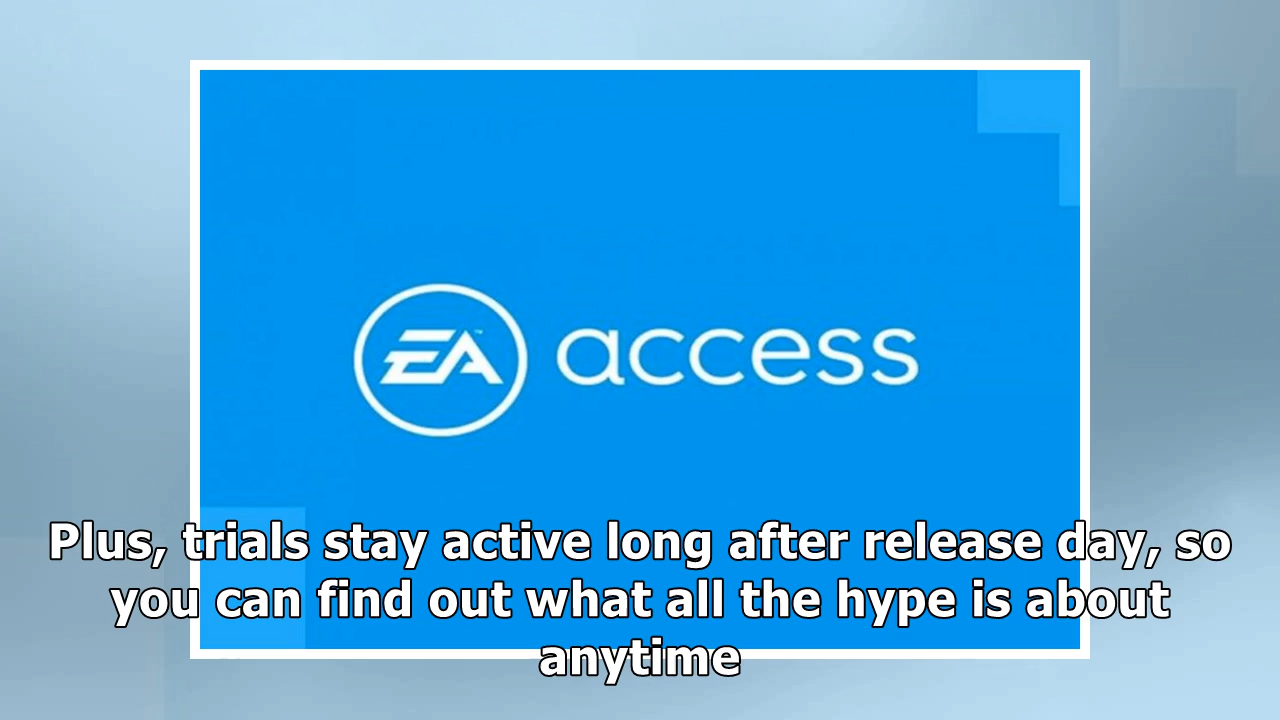 EA™ access
Plus, trials stay active long after release day, so
you can find out what all the hype is about
anytime